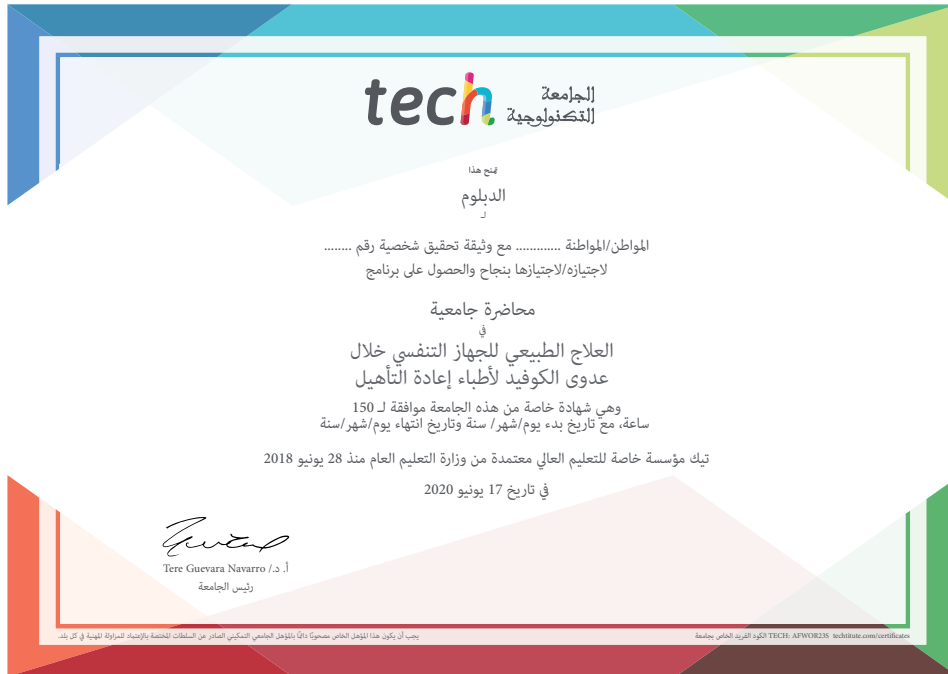 tech الجامعة
التكنولوجية
تمنح هذا
الدبلوم
لـ
المواطن/المواطنة ............. مع وثيقة تحقيق شخصية رقم ........
لاجتيازه/لاجتيازها بنجاح والحصول على برنامج
محاضرة جامعية
في
العلاج الطبيعي للجهاز التنفسي خلال
عدوى الكوفيد لأطباء إعادة التأهيل
وهي شهادة خاصة من هذه الجامعة موافقة لـ 150
ساعة، مع تاريخ بدء يوم/شهر/ سنة وتاريخ انتهاء يوم/شهر/سنة
تيك مؤسسة خاصة للتعليم العالي معتمدة من وزارة التعليم العام منذ 28 يونيو 2018
في تاريخ 17 يونيو 2020
أ. د./ Tere Guevara Navarro
رئيس الجامعة
الكود الفريد الخاص بجامعة TECH: AFWOR23S techtitute.com/certificates
يجب أن يكون هذا المؤهل الخاص مصحوبًا دائمًا بالمؤهل الجامعي التمكيني الصادر عن السلطات المختصة بالإعتماد للمزاولة المهنية في كل بلد.